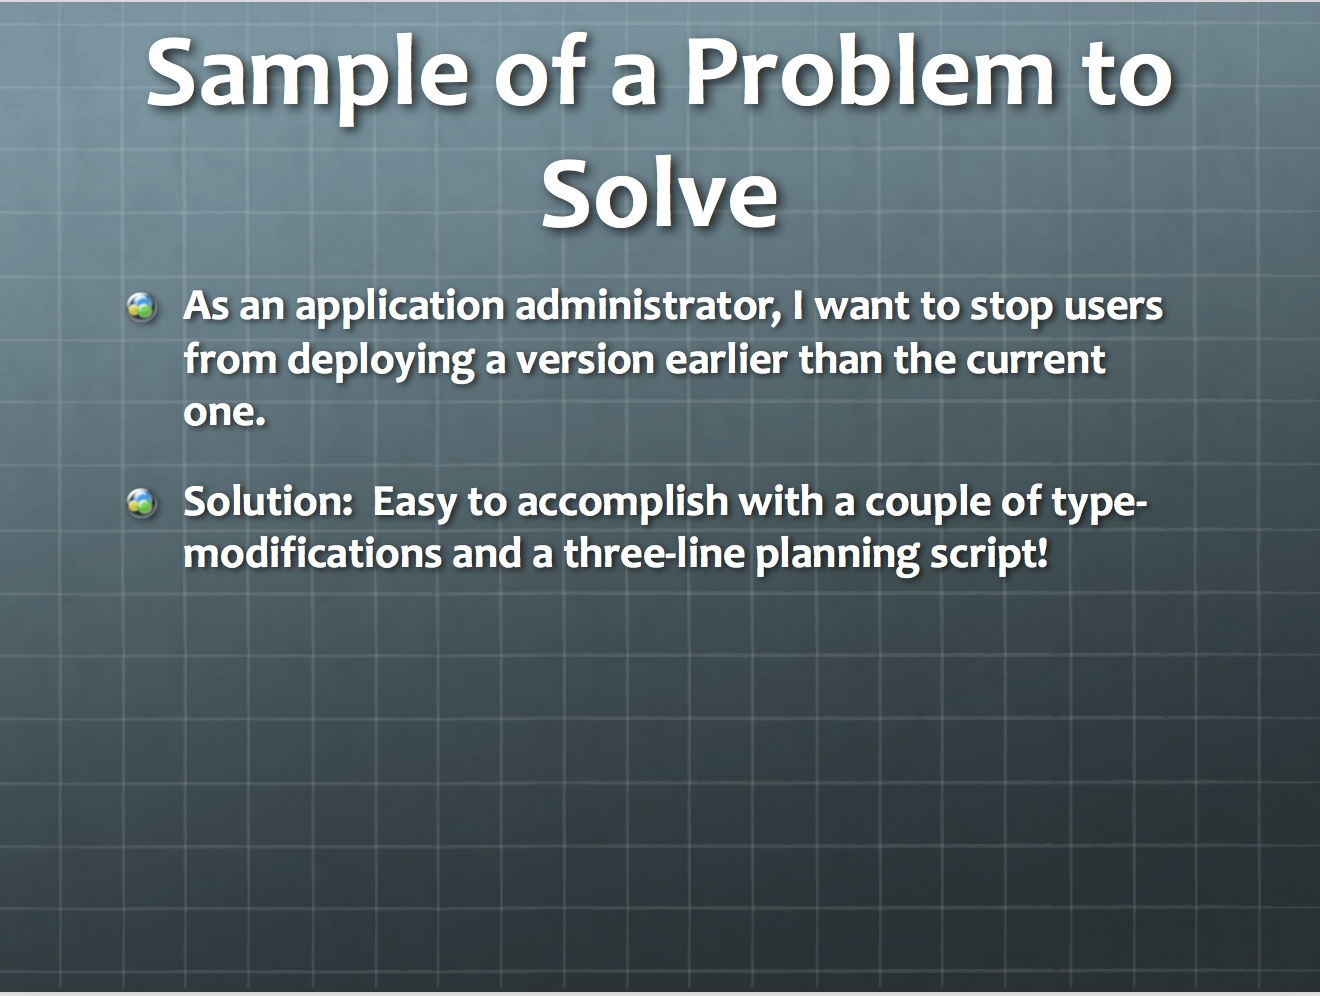 Sample of a Problem to
Solve
As an application administrator, I want to stop users
from deploying a version earlier than the current
one.
Solution:  Easy to accomplish with a couple of type-
modifications and a three-line planning script!